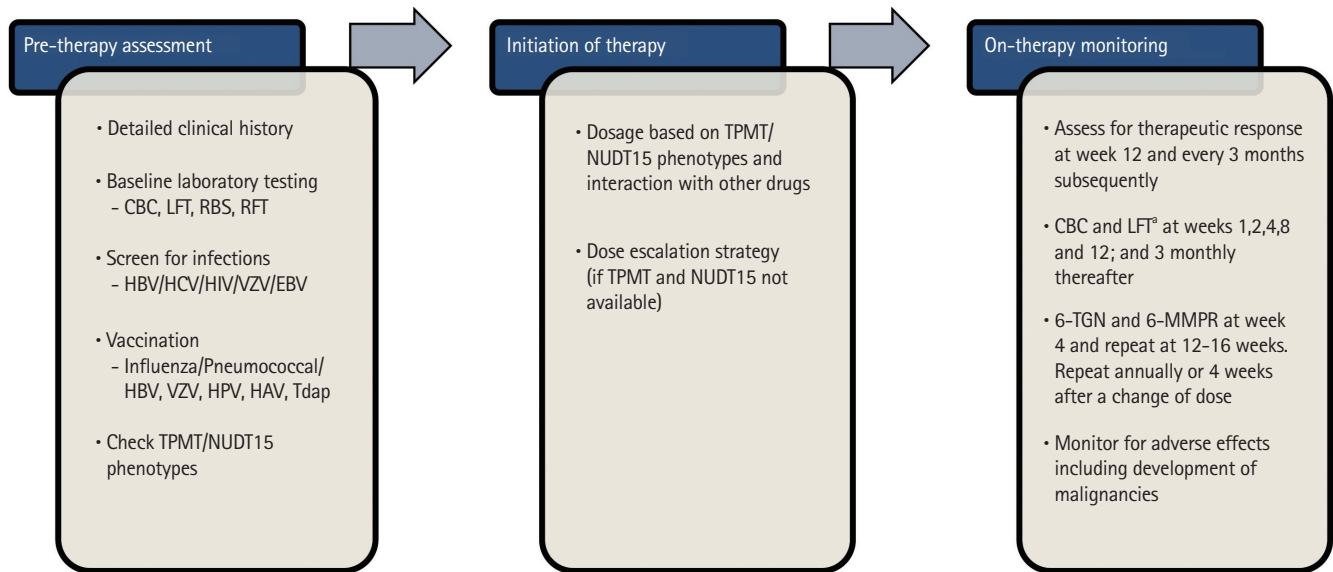 Pre-therapy assessment
• Detailed clinical history
• Baseline laboratory testing
- CBC, LFT, RBS, RFT
• Screen for infections
- HBV/HCV/HIV/VZV/EBV
• Vaccination
- Influenza/Pneumococcal/
HBV, VZV, HPV, HAV, Tdap
• Check TPMT/NUDT15
phenotypes
Initiation of therapy
• Dosage based on TPMT/
NUDT15 phenotypes and
interaction with other drugs
• Dose escalation strategy
(if TPMT and NUDT15 not
available)
On-therapy monitoring
• Assess for therapeutic response
at week 12 and every 3 months
subsequently
• CBC and LFTᵃ at weeks 1,2,4,8
and 12; and 3 monthly
thereafter
• 6-TGN and 6-MMPR at week
4 and repeat at 12-16 weeks.
Repeat annually or 4 weeks
after a change of dose
• Monitor for adverse effects
including development of
malignancies